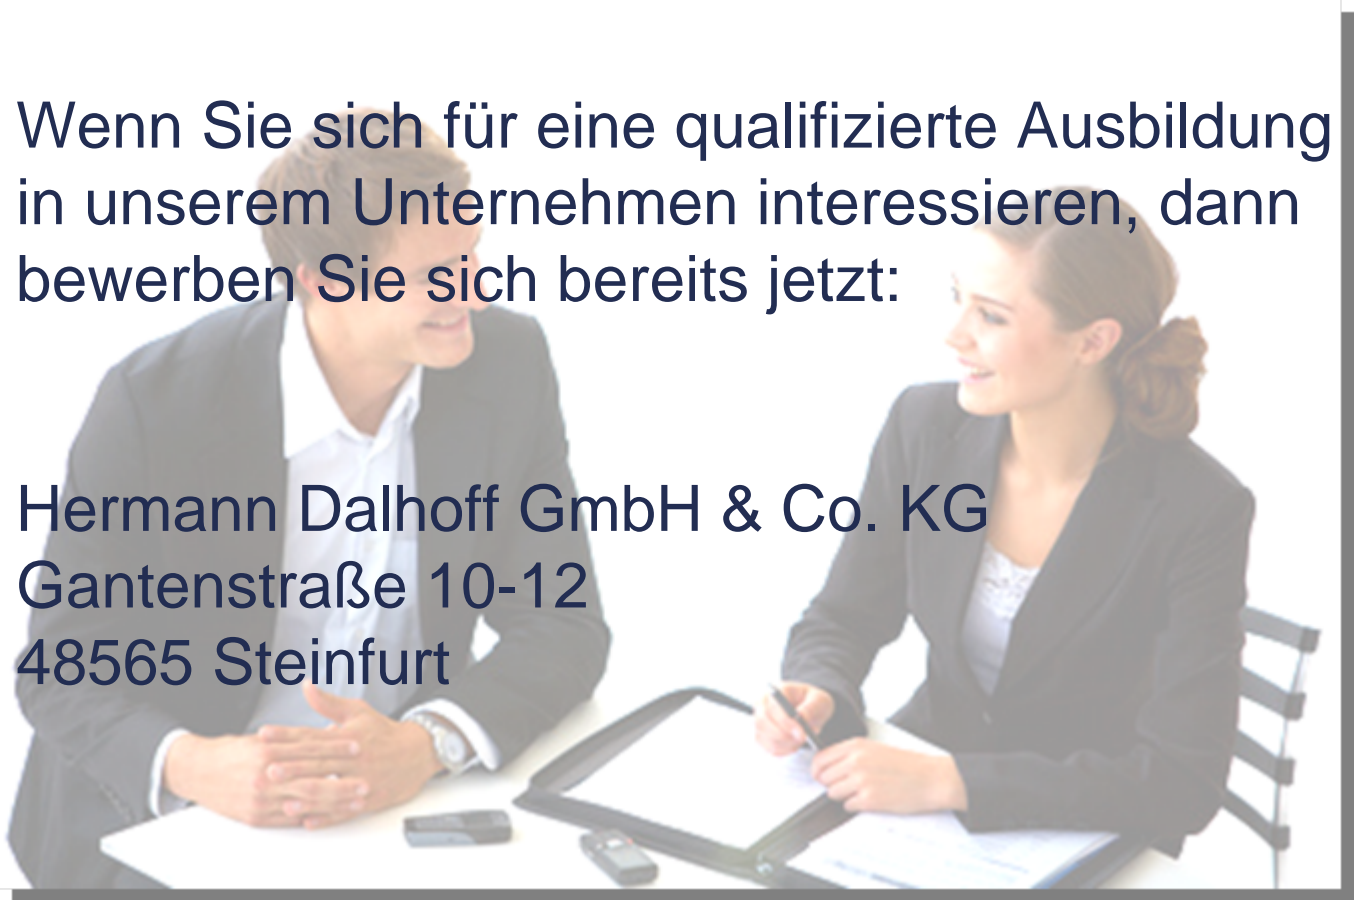 Wenn Sie sich für eine qualifizierte Ausbildung
in unserem Unternehmen interessieren, dann
bewerben Sie sich bereits jetzt:
Hermann Dalhoff GmbH & Co. KG
Gantenstraße 10-12
48565 Steinfurt